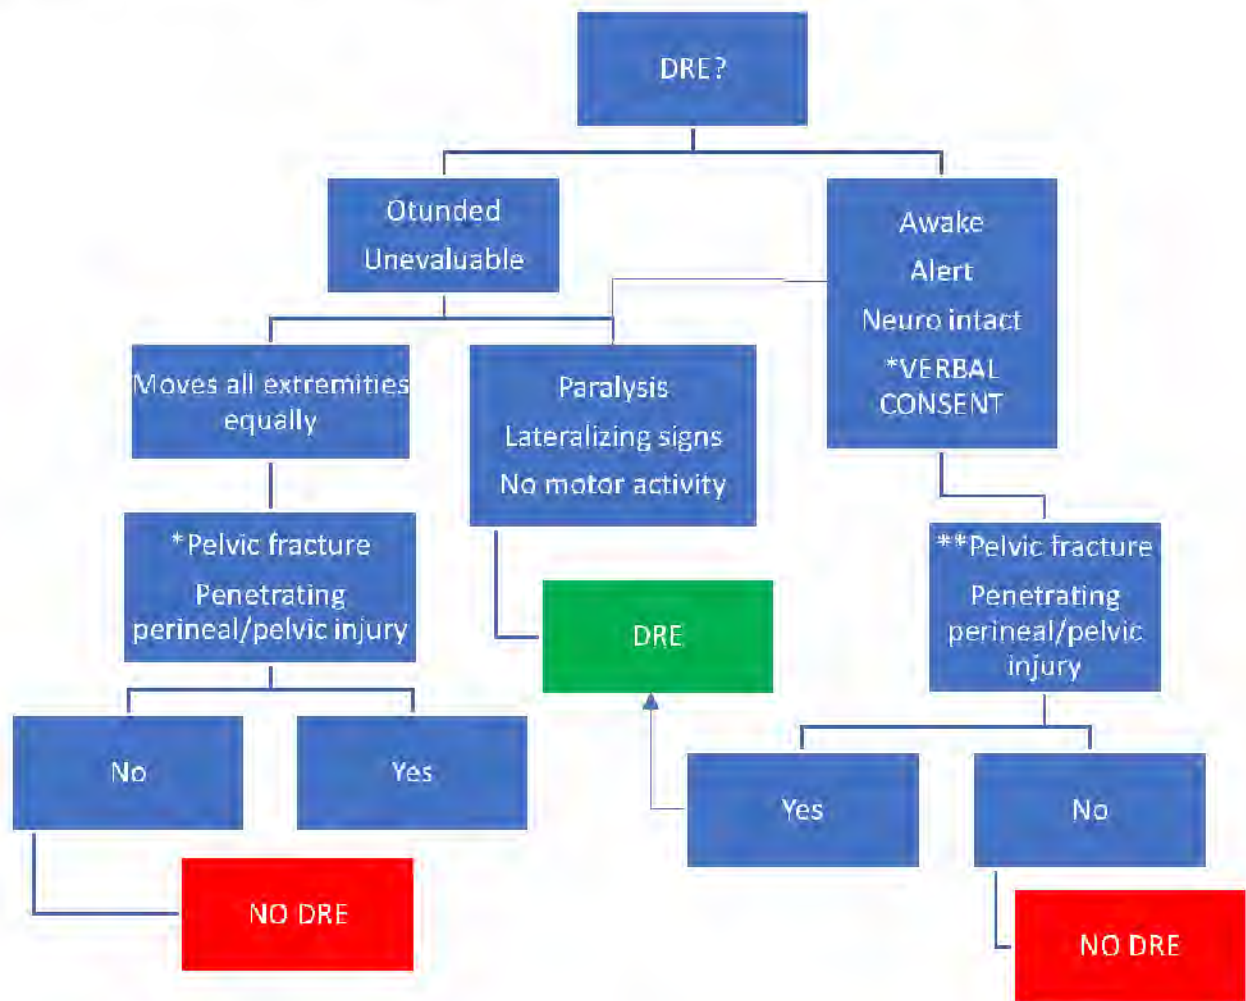 DRE?
Otunded
Unevaluable
Awake
Alert
Neuro intact
*VERBAL
CONSENT
Moves all extremities
equally
Paralysis
Lateralizing signs
No motor activity
*Pelvic fracture
Penetrating
perineal/pelvic injury
**Pelvic fracture
Penetrating
perineal/pelvic
injury
DRE
No
Yes
Yes
No
NO DRE
NO DRE